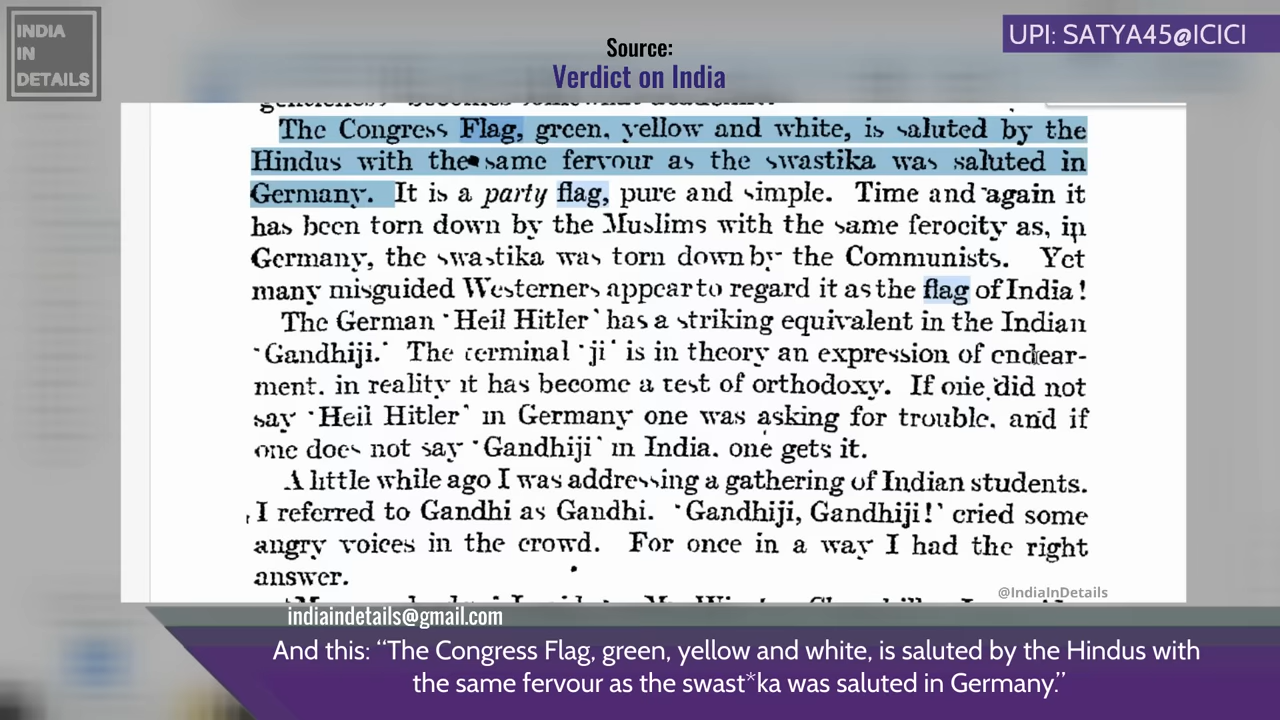 INDIA
IN
DETAILS
Source:
Verdict on India
UPI: SATYA45@ICICI
The Congress Flag, green, yellow and white, is saluted by the
Hindus with the same fervour as the swastika was saluted in
Germany. It is a party flag, pure and simple. Time and again it
has been torn down by the Muslims with the same ferocity as, in
Germany, the swastika was torn down by the Communists. Yet
many misguided Westerners appear to regard it as the flag of India!
The German 'Heil Hitler' has a striking equivalent in the Indian
'Gandhiji.' The terminal 'ji' is in theory an expression of endear-
ment, in reality it has become a test of orthodoxy. If one did not
say 'Heil Hitler' in Germany one was asking for trouble, and if
one does not say 'Gandhiji' in India, one gets it.
A little while ago I was addressing a gathering of Indian students.
I referred to Gandhi as Gandhi. 'Gandhiji, Gandhiji!' cried some
angry voices in the crowd. For once in a way I had the right
answer.
@IndiaInDetails
indiaindetails@gmail.com
And this: “The Congress Flag, green, yellow and white, is saluted by the Hindus with
the same fervour as the swast*ka was saluted in Germany.”